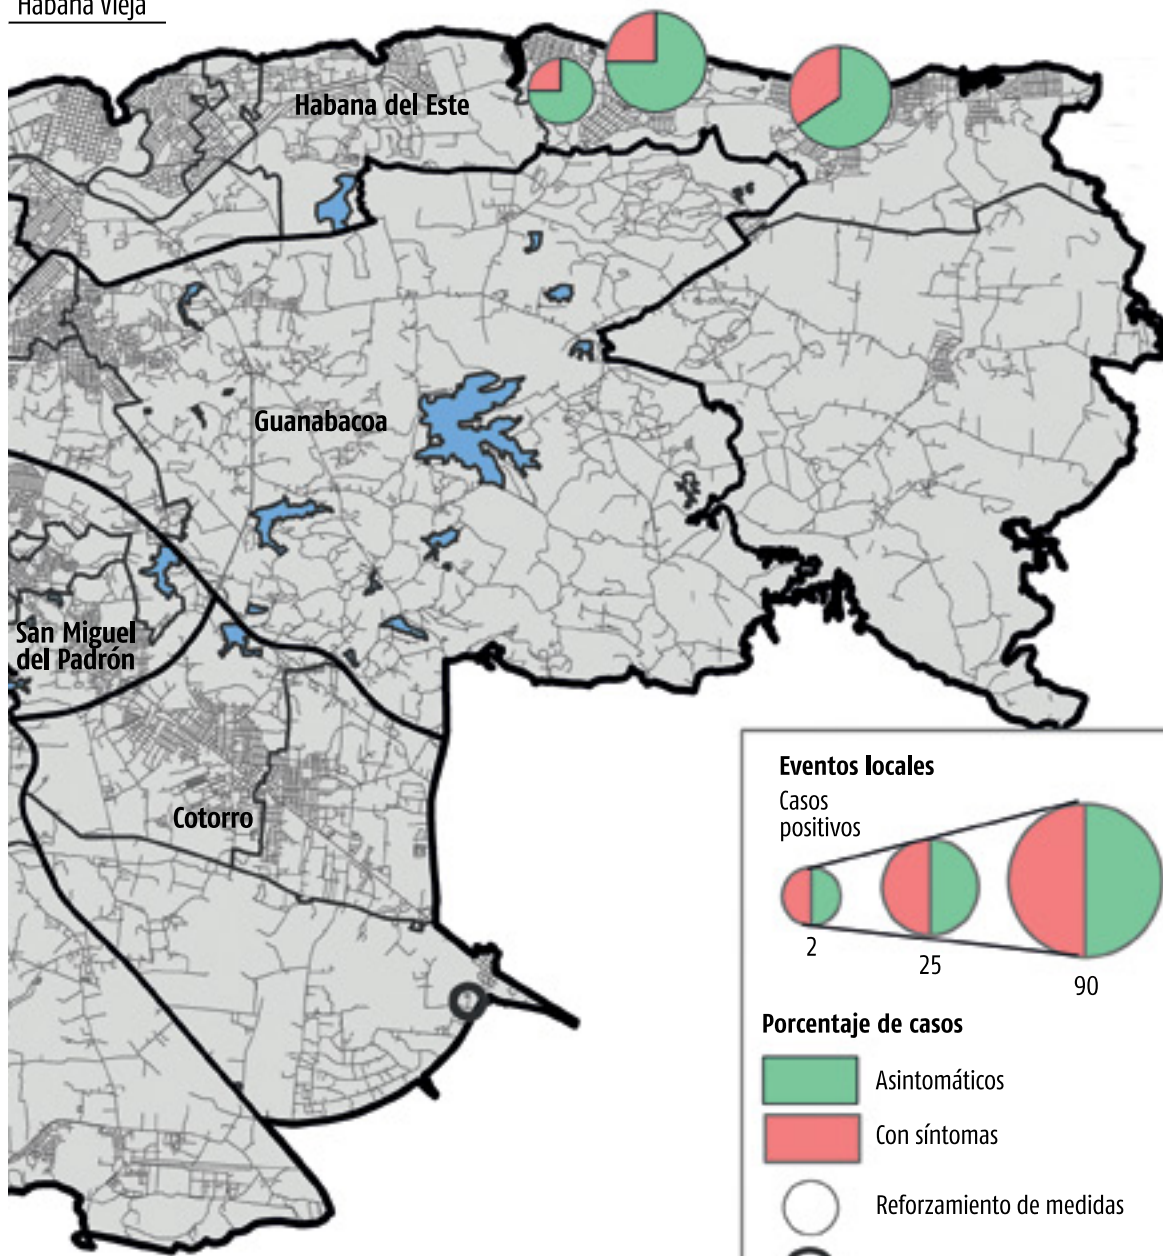 Habana Vieja
Habana del Este
Guanabacoa
San Miguel
del Padrón
Cotorro
Eventos locales
Casos
positivos
2
25
90
Porcentaje de casos
Asintomáticos
Con síntomas
Reforzamiento de medidas